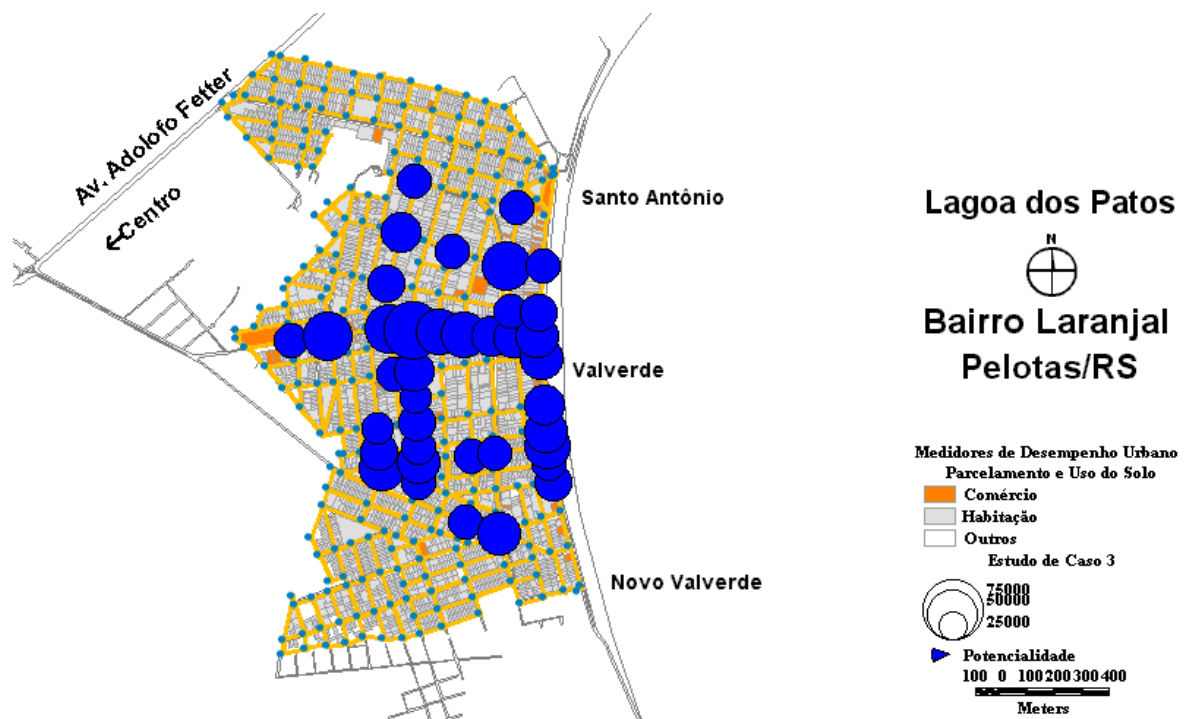 Av. Adolofo Fetter
←Centro
Santo Antônio
Valverde
Novo Valverde
Lagoa dos Patos
N
Bairro Laranjal
Pelotas/RS
Medidores de Desempenho Urbano
Parcelamento e Uso do Solo
Comércio
Habitação
Outros
Estudo de Caso 3
75000
50000
25000
Potencialidade
100 0 100 200 300 400
Meters